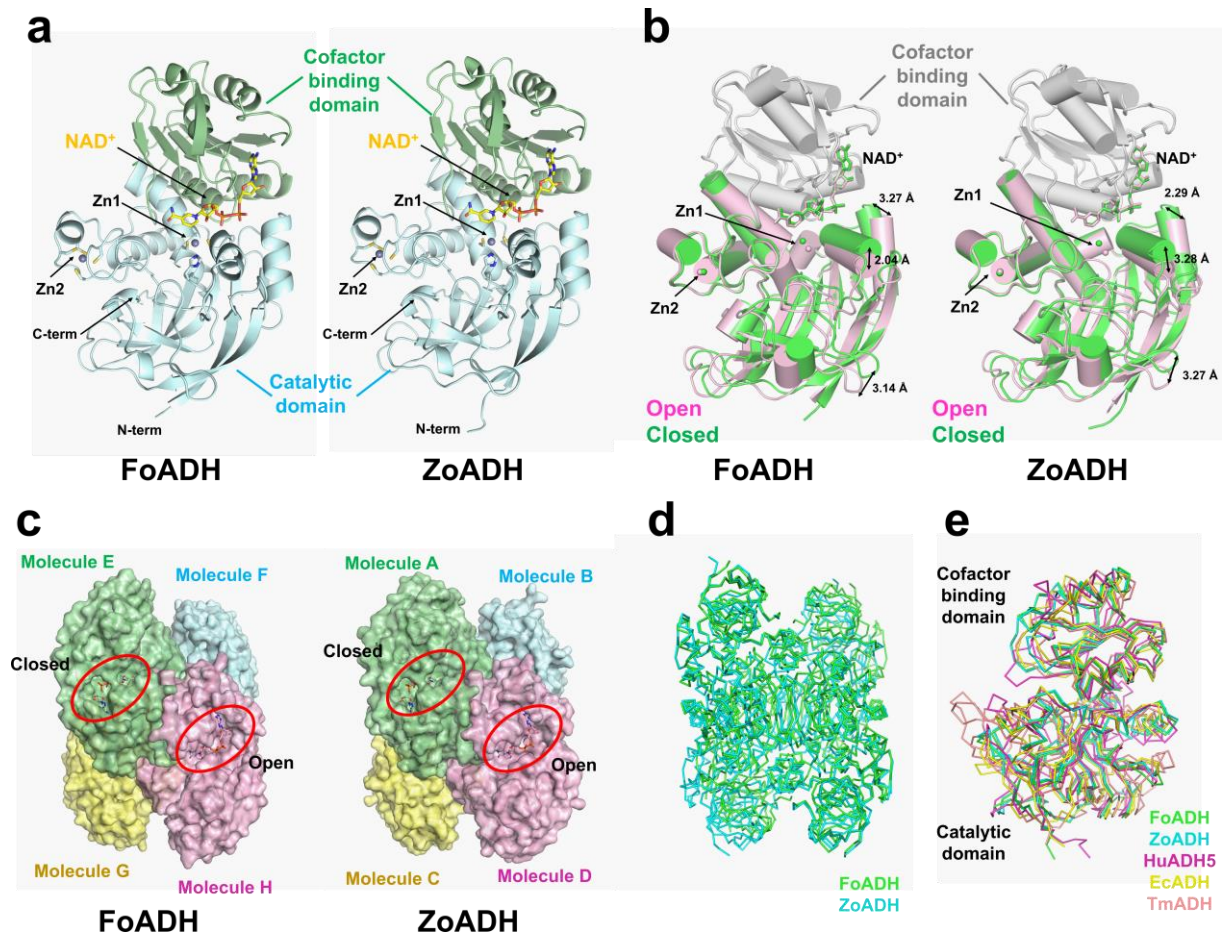 a
Cofactor
binding
domain
NAD+
NAD+
Zn1
Zn1
Zn2
Zn2
C-term
C-term
Catalytic
domain
N-term
N-term
FoADH
ZoADH
b
Cofactor
binding
domain
NAD+
NAD+
3.27 Å
2.29 Å
Zn1
Zn1
2.04 Å
3.28 Å
Zn2
Zn2
3.14 Å
3.27 Å
Open
Closed
Open
Closed
FoADH
ZoADH
c
Molecule E
Molecule F
Molecule A
Molecule B
Closed
Closed
Open
Open
Molecule G
Molecule H
Molecule C
Molecule D
FoADH
ZoADH
d
FoADH
ZoADH
e
Cofactor
binding
domain
Catalytic
domain
FoADH
ZoADH
HuADH5
EcADH
TmADH